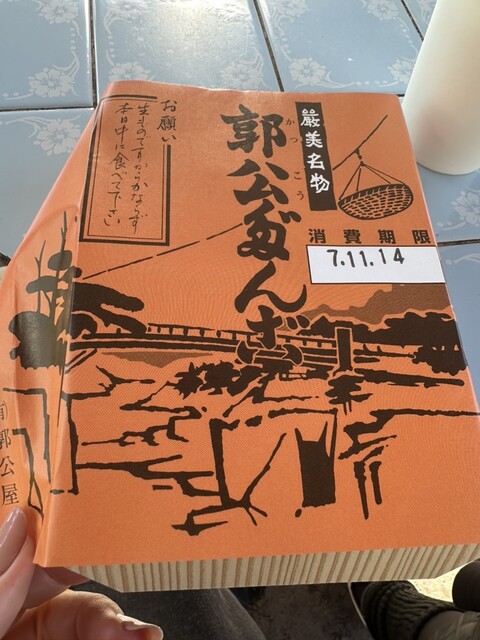 厳美名物
郭公だんご
かっこう
消費期限
7.11.14
お願い
生ものですからかならず
本日中に食べて下さい
郭公屋